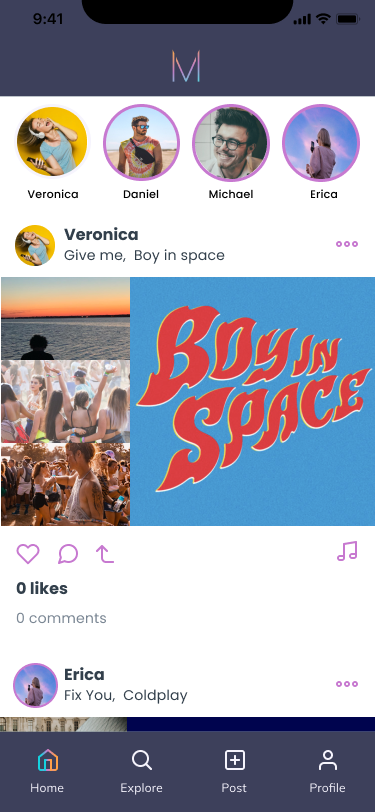 9:41
M
Veronica
Daniel
Michael
Erica
Veronica
Give me,  Boy in space
BOY IN
SPACE
0 likes
0 comments
Erica
Fix You,  Coldplay
Home
Explore
Post
Profile